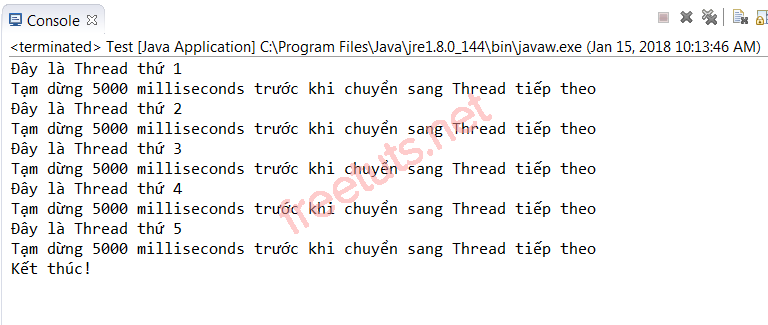 Console
<terminated> Test [Java Application] C:\Program Files\Java\jre1.8.0_144\bin\javaw.exe (Jan 15, 2018 10:13:46 AM)
Đây là Thread thứ 1
Tạm dừng 5000 milliseconds trước khi chuyển sang Thread tiếp theo
Đây là Thread thứ 2
Tạm dừng 5000 milliseconds trước khi chuyển sang Thread tiếp theo
Đây là Thread thứ 3
Tạm dừng 5000 milliseconds trước khi chuyển sang Thread tiếp theo
Đây là Thread thứ 4
Tạm dừng 5000 milliseconds trước khi chuyển sang Thread tiếp theo
Đây là Thread thứ 5
Tạm dừng 5000 milliseconds trước khi chuyển sang Thread tiếp theo
Kết thúc!
freetuts.net